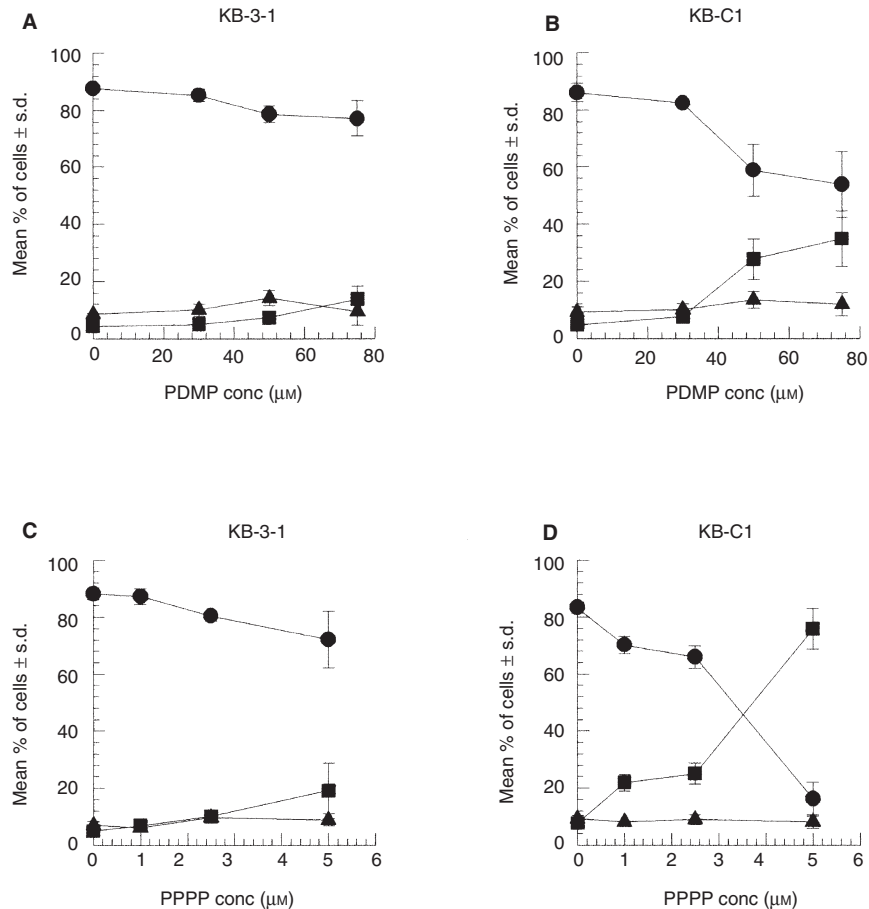 A KB-3-1
100
80
60
40
20
0
Mean % of cells ± s.d.
0 20 40 60 80
PDMP conc (μM)
B KB-C1
100
80
60
40
20
0
Mean % of cells ± s.d.
0 20 40 60 80
PDMP conc (μM)
C KB-3-1
100
80
60
40
20
0
Mean % of cells ± s.d.
0 1 2 3 4 5 6
PPPP conc (μM)
D KB-C1
100
80
60
40
20
0
Mean % of cells ± s.d.
0 1 2 3 4 5 6
PPPP conc (μM)